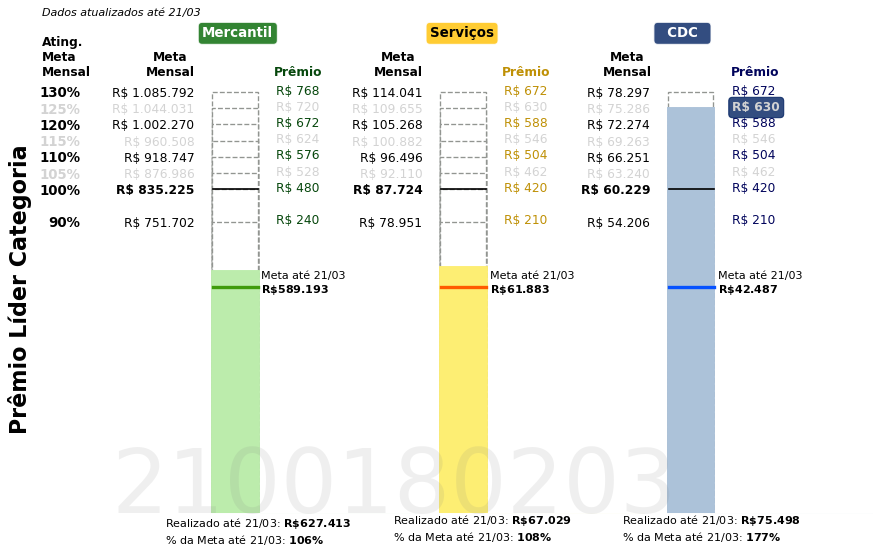 Dados atualizados até 21/03
Mercantil Serviços CDC
Ating. Meta Mensal
Meta Mensal Prêmio Meta Mensal Prêmio Meta Mensal Prêmio
130% R$ 1.085.792 R$ 768 R$ 114.041 R$ 672 R$ 78.297 R$ 672
125% R$ 1.044.031 R$ 720 R$ 109.655 R$ 630 R$ 75.286 R$ 630
120% R$ 1.002.270 R$ 672 R$ 105.268 R$ 588 R$ 72.274 R$ 588
115% R$ 960.508 R$ 624 R$ 100.882 R$ 546 R$ 69.263 R$ 546
110% R$ 918.747 R$ 576 R$ 96.496 R$ 504 R$ 66.251 R$ 504
105% R$ 876.986 R$ 528 R$ 92.110 R$ 462 R$ 63.240 R$ 462
100% R$ 835.225 R$ 480 R$ 87.724 R$ 420 R$ 60.229 R$ 420
90% R$ 751.702 R$ 240 R$ 78.951 R$ 210 R$ 54.206 R$ 210
Prêmio Líder Categoria
Meta até 21/03 Meta até 21/03 Meta até 21/03
R$589.193 R$61.883 R$42.487
2100180203
Realizado até 21/03: R$627.413 Realizado até 21/03: R$67.029 Realizado até 21/03: R$75.498
% da Meta até 21/03: 106% % da Meta até 21/03: 108% % da Meta até 21/03: 177%